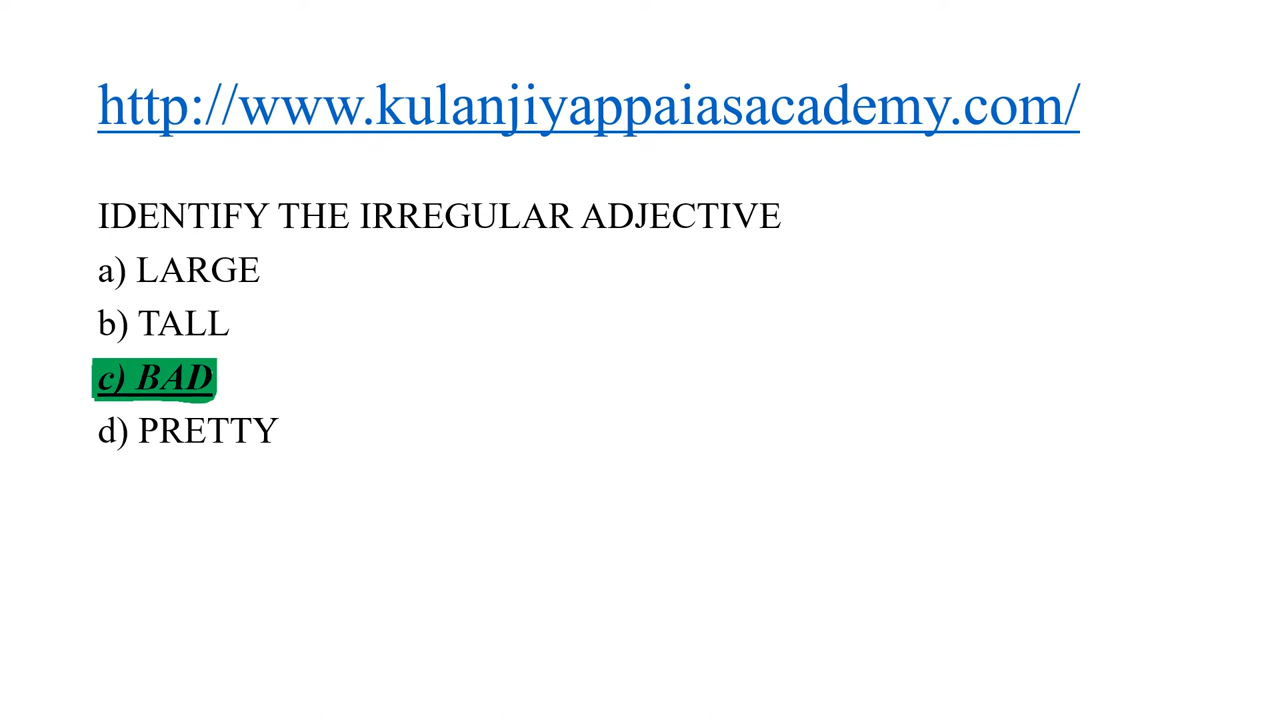 http://www.kulanjiyappaiasacademy.com/
IDENTIFY THE IRREGULAR ADJECTIVE
a) LARGE
b) TALL
c) BAD
d) PRETTY